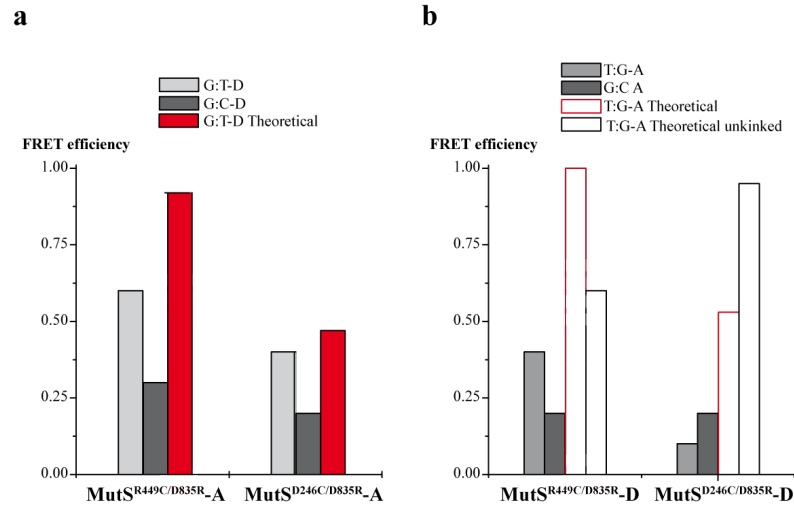 a
G:T-D
G:C-D
G:T-D Theoretical
FRET efficiency
1.00
0.75
0.50
0.25
0.00
MutSR449C/D835R-A
MutSD246C/D835R-A
b
T:G-A
G:C A
T:G-A Theoretical
T:G-A Theoretical unkinked
FRET efficiency
1.00
0.75
0.50
0.25
0.00
MutSR449C/D835R-D
MutSD246C/D835R-D